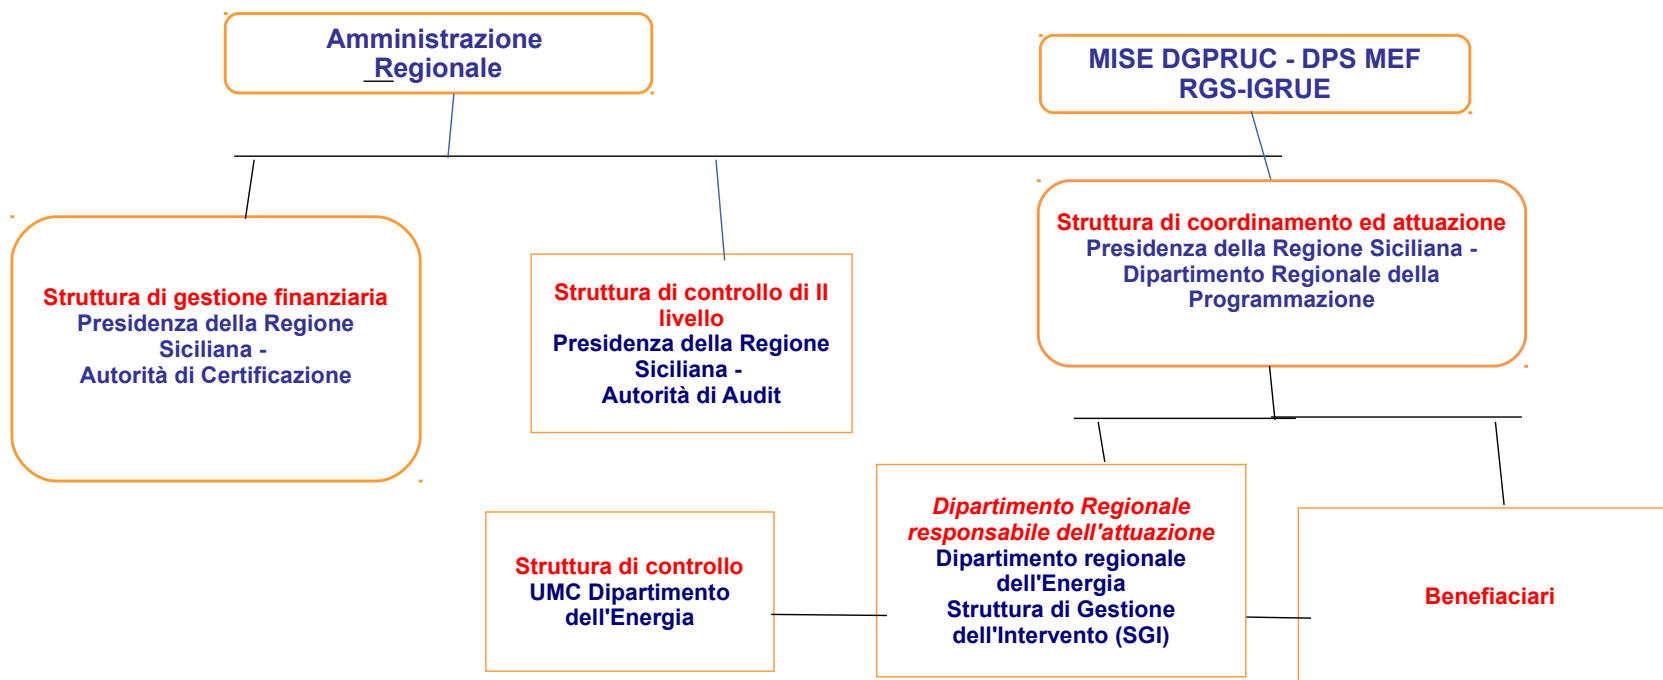 Amministrazione
Regionale
MISE DGPRUC - DPS MEF
RGS-IGRUE
Struttura di gestione finanziaria
Presidenza della Regione
Siciliana -
Autorità di Certificazione
Struttura di controllo di II
livello
Presidenza della Regione
Siciliana -
Autorità di Audit
Struttura di coordinamento ed attuazione
Presidenza della Regione Siciliana -
Dipartimento Regionale della
Programmazione
Struttura di controllo
UMC Dipartimento
dell'Energia
Dipartimento Regionale
responsabile dell'attuazione
Dipartimento regionale
dell'Energia
Struttura di Gestione
dell'Intervento (SGI)
Benefiaciari